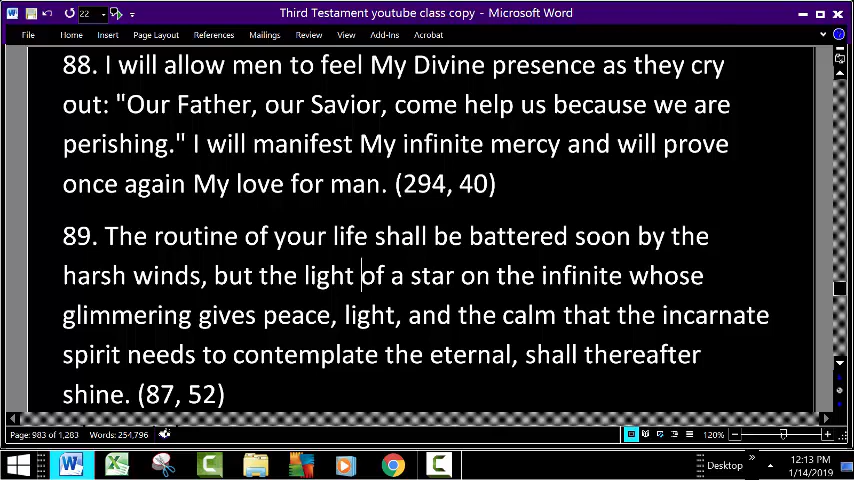 22
Third Testament youtube class copy - Microsoft Word
File Home Insert Page Layout References Mailings Review View Add-Ins Acrobat
88. I will allow men to feel My Divine presence as they cry
out: "Our Father, our Savior, come help us because we are
perishing." I will manifest My infinite mercy and will prove
once again My love for man. (294, 40)
89. The routine of your life shall be battered soon by the
harsh winds, but the light of a star on the infinite whose
glimmering gives peace, light, and the calm that the incarnate
spirit needs to contemplate the eternal, shall thereafter
shine. (87, 52)
Page: 983 of 1,283 Words: 254,796 120%
Desktop
12:13 PM
1/14/2019